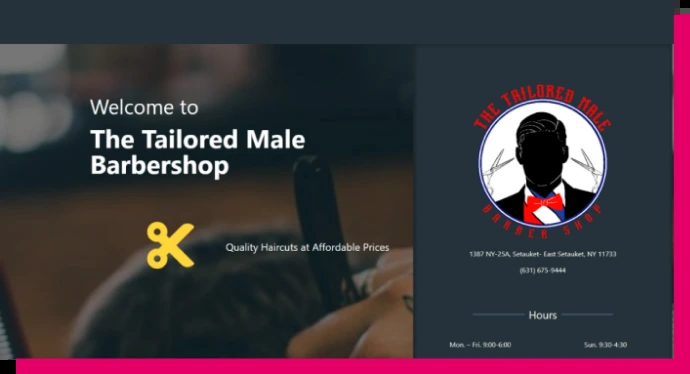 Welcome to
The Tailored Male
Barbershop
Quality Haircuts at Affordable Prices
THE TAILORED MALE
BARBER SHOP
1387 NY-25A, Setauket- East Setauket, NY 11733
(631) 675-9444
Hours
Mon. – Fri. 9:00-6:00
Sun. 9:30-4:30